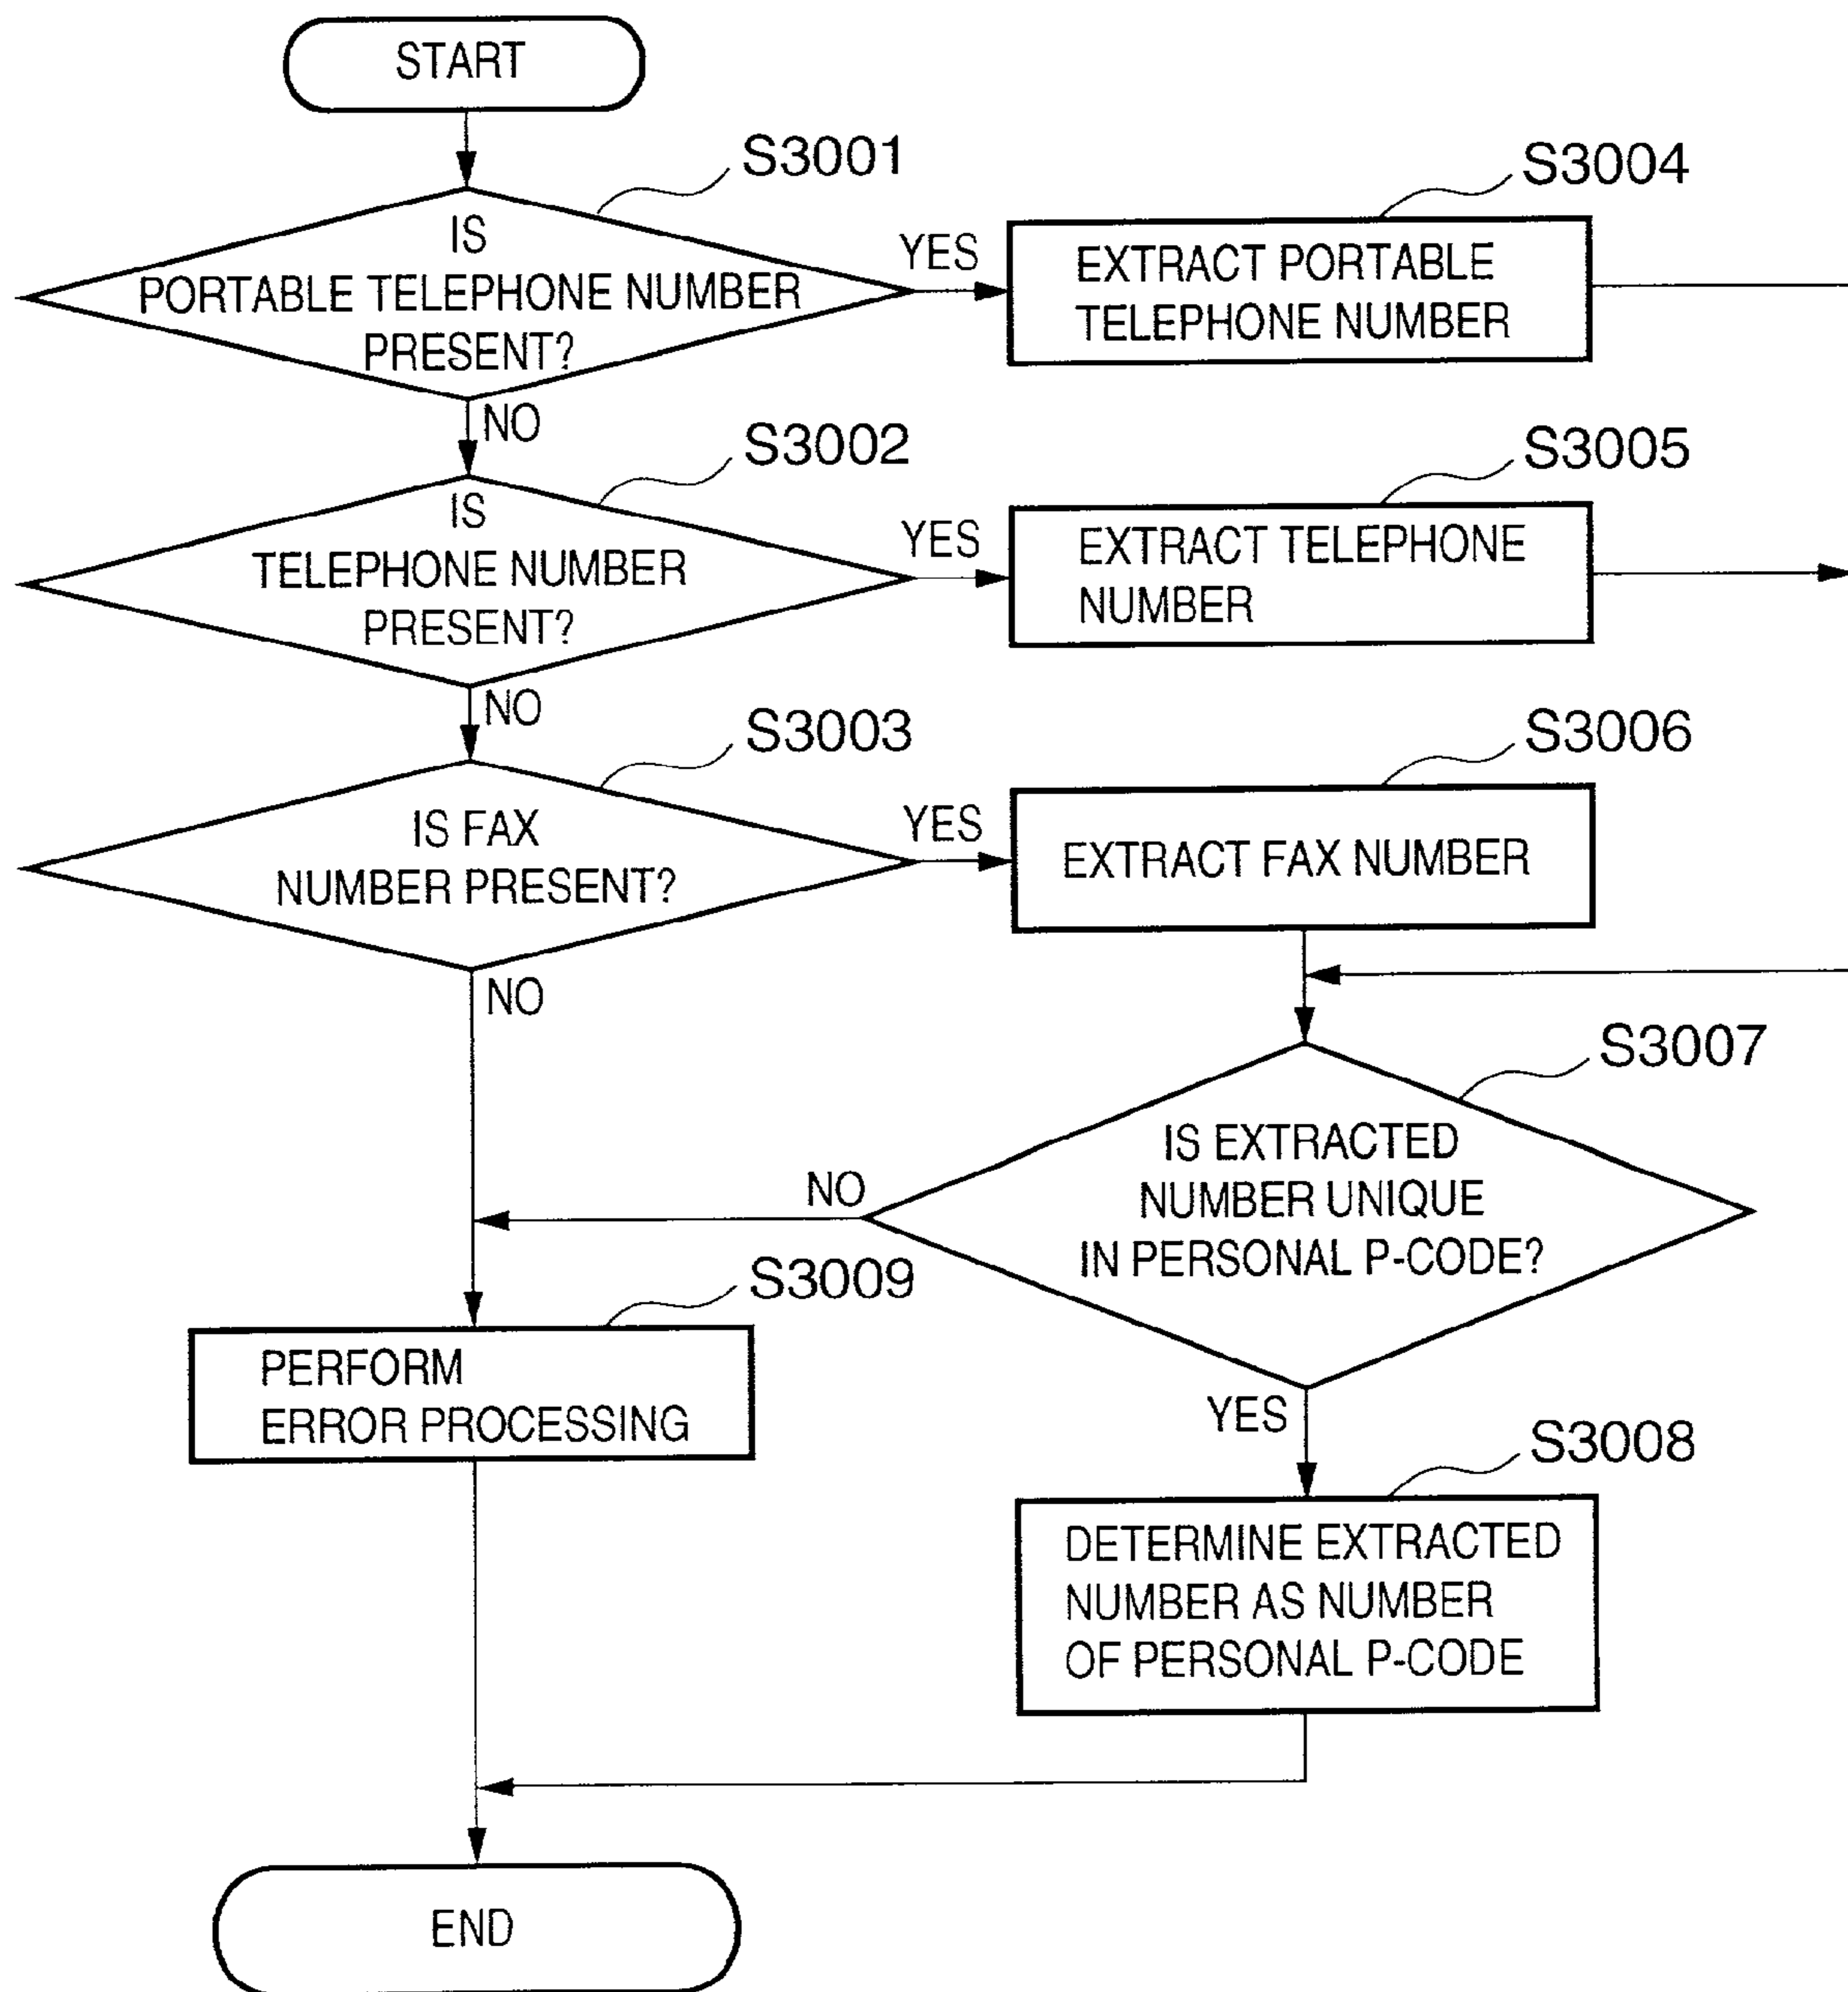 START
S3001
IS
PORTABLE TELEPHONE NUMBER
PRESENT?
YES
S3004
EXTRACT PORTABLE
TELEPHONE NUMBER
NO
S3002
IS
TELEPHONE NUMBER
PRESENT?
YES
S3005
EXTRACT TELEPHONE
NUMBER
NO
S3003
IS FAX
NUMBER PRESENT?
YES
S3006
EXTRACT FAX NUMBER
NO
S3007
IS EXTRACTED
NUMBER UNIQUE
IN PERSONAL P-CODE?
NO
S3009
PERFORM
ERROR PROCESSING
YES
S3008
DETERMINE EXTRACTED
NUMBER AS NUMBER
OF PERSONAL P-CODE
END